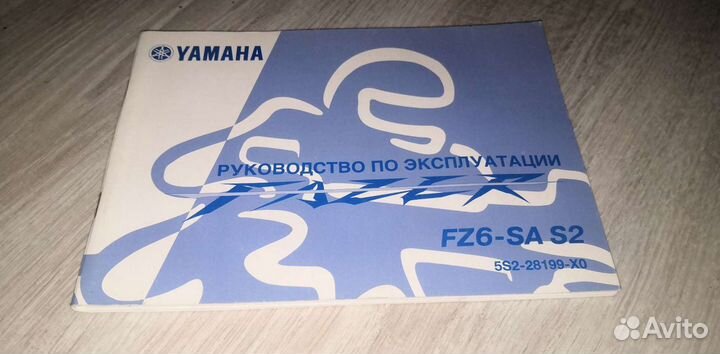 YAMAHA
РУКОВОДСТВО ПО ЭКСПЛУАТАЦИИ
FAZER
FZ6-SA S2
5S2-28199-X0
Avito